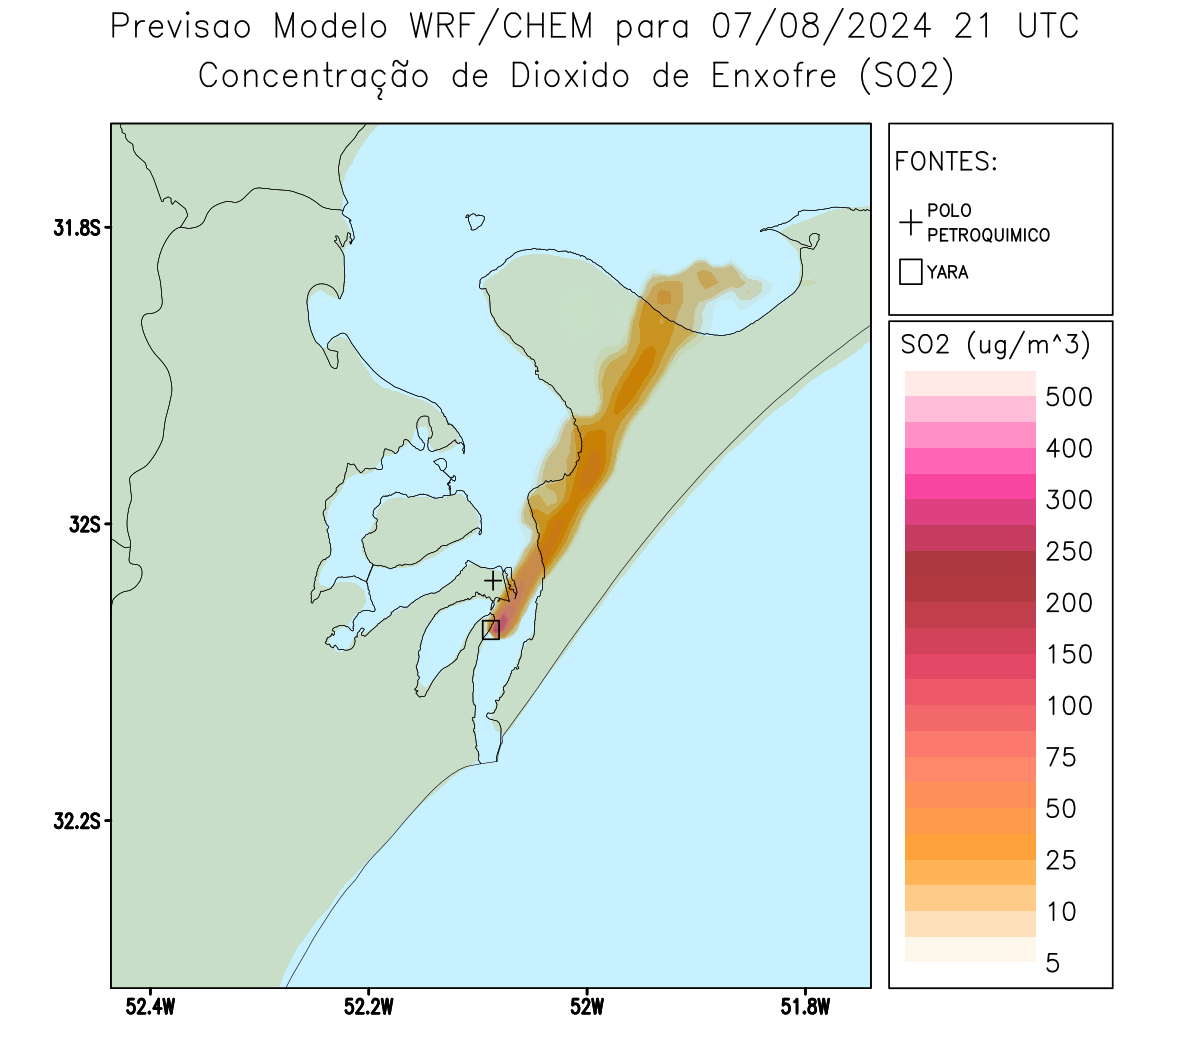 Previsao Modelo WRF/CHEM para 07/08/2024 21 UTC
Concentração de Dioxido de Enxofre (SO2)
FONTES:
POLO
PETROQUIMICO
YARA
31.8S
32S
32.2S
52.4W
52.2W
52W
51.8W
SO2 (ug/m^3)
500
400
300
250
200
150
100
75
50
25
10
5